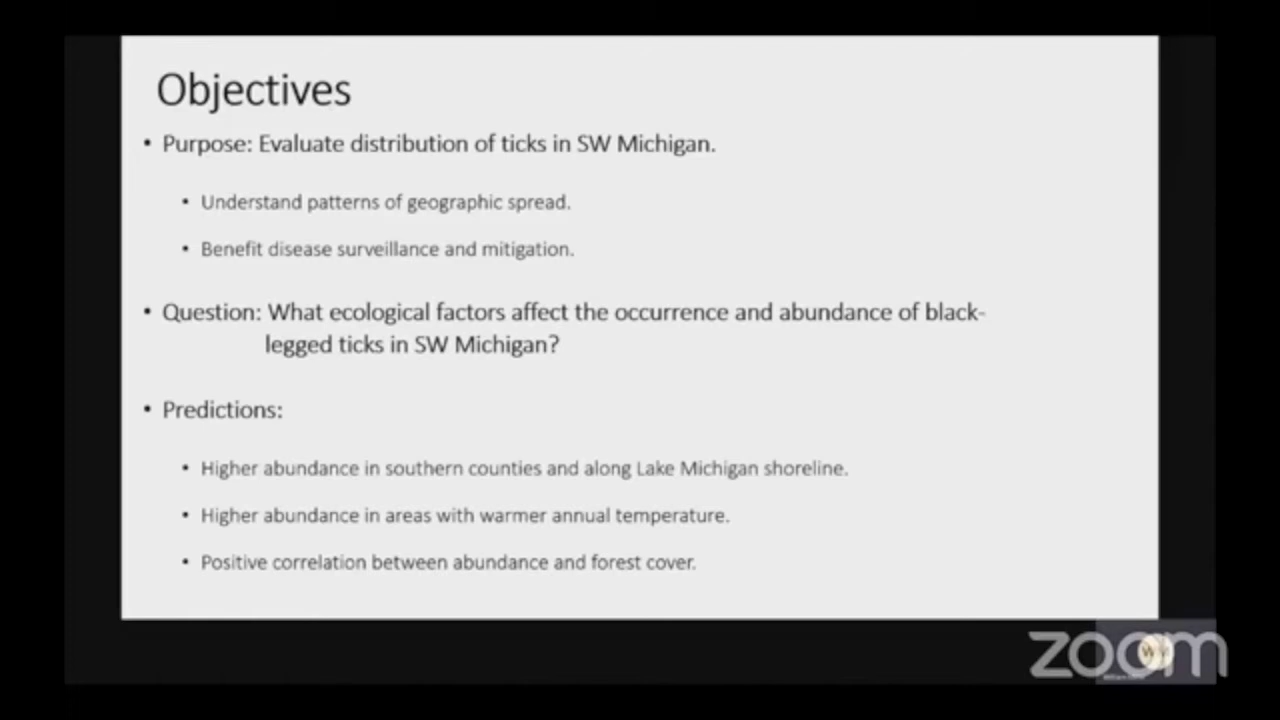 Objectives
• Purpose: Evaluate distribution of ticks in SW Michigan.
• Understand patterns of geographic spread.
• Benefit disease surveillance and mitigation.
• Question: What ecological factors affect the occurrence and abundance of black-
legged ticks in SW Michigan?
• Predictions:
• Higher abundance in southern counties and along Lake Michigan shoreline.
• Higher abundance in areas with warmer annual temperature.
• Positive correlation between abundance and forest cover.
zoom